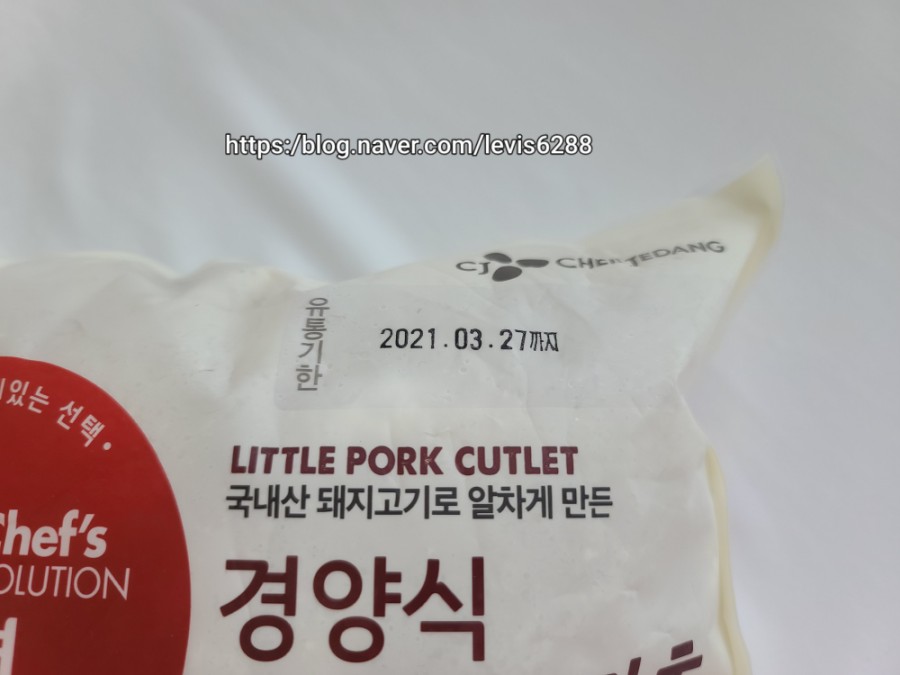 https://blog.naver.com/levis6288
CJ CHEILJEDANG
유통기한
2021.03.27까지
있는 선택
LITTLE PORK CUTLET
국내산 돼지고기로 알차게 만든
Chef's
SOLUTION
경양식